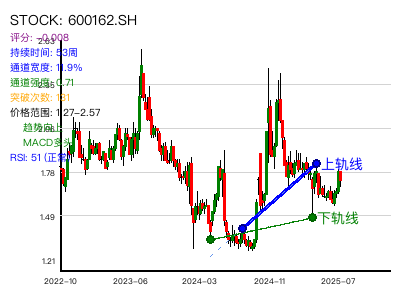 STOCK: 600162.SH
评分: −0.008
持续时间: 53周
通道宽度: 11.9%
通道强度: 0.71
突破次数:
价格范围: 1.27−2.57
趋势向上
MACD多头
RSI: 51 (正常)
上轨线
下轨线
1.78
1.49
1.21
2022−10
2023−06
2024−03
2024−11
2025−07